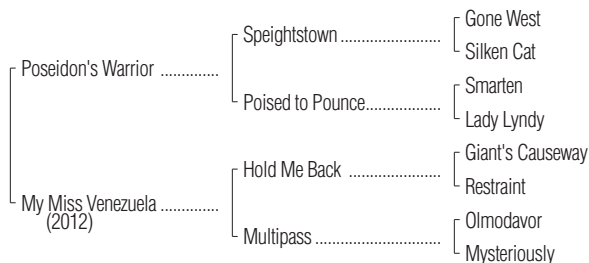 Gone West
Speightstown ....................
Silken Cat
Poseidon's Warrior ..............
Smarten
Poised to Pounce...................
Lady Lyndy
Giant's Causeway
Hold Me Back ......................
Restraint
My Miss Venezuela ..............
(2012)
Olmodavor
Multipass ..........................
Mysteriously